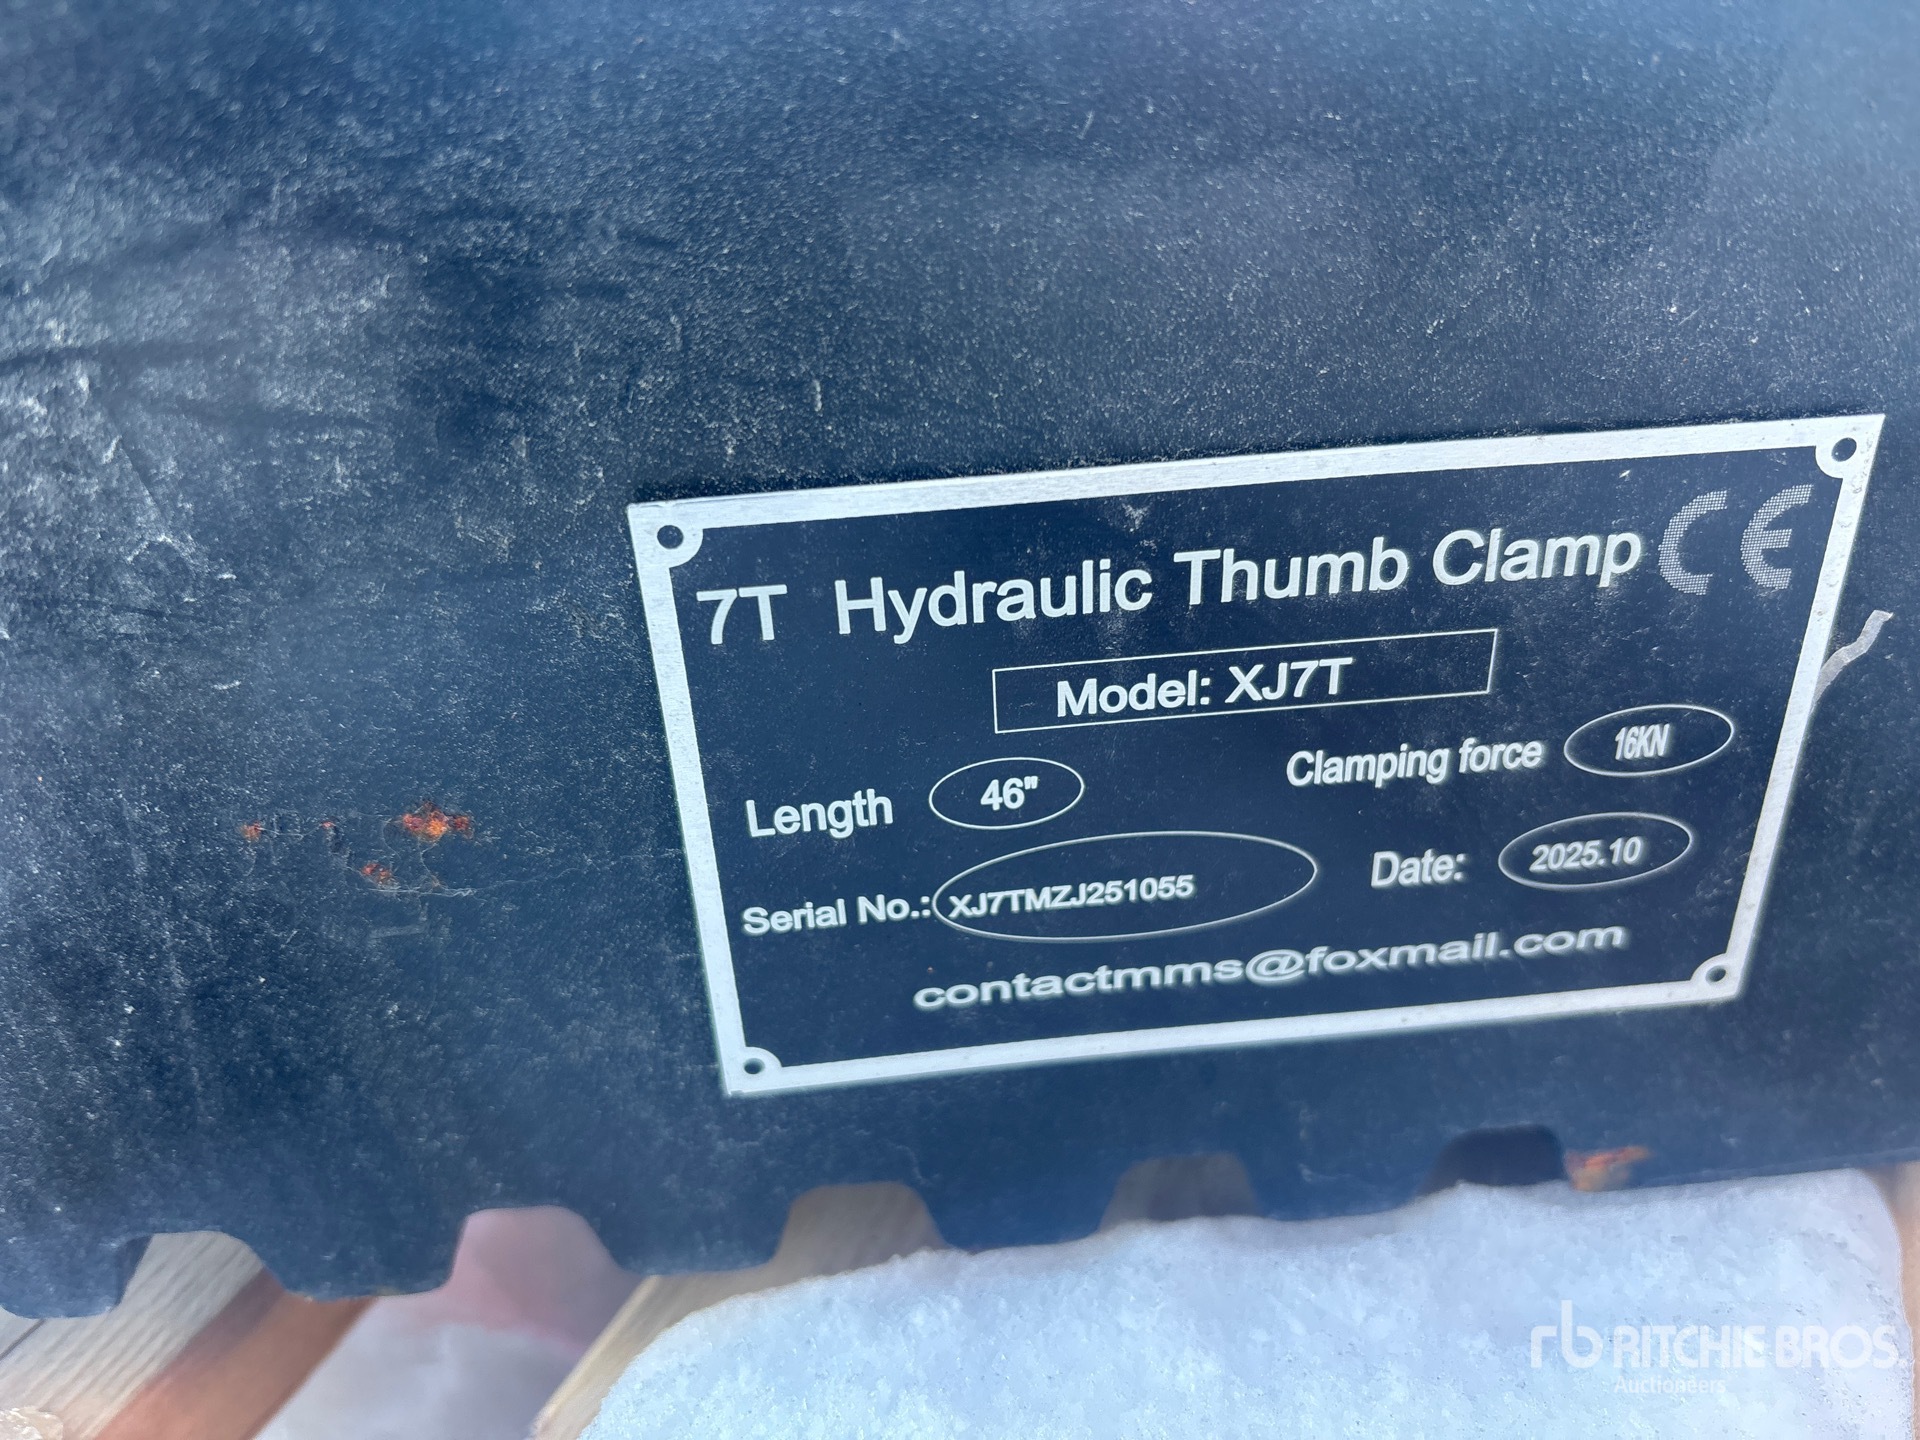 7T Hydraulic Thumb Clamp CE
Model: XJ7T
Length 46" Clamping force 16KN
Serial No.: XJ7TMZJ251055 Date: 2025.10
contactmms@foxmail.com
rb RITCHIE BROS.
Auctioneers